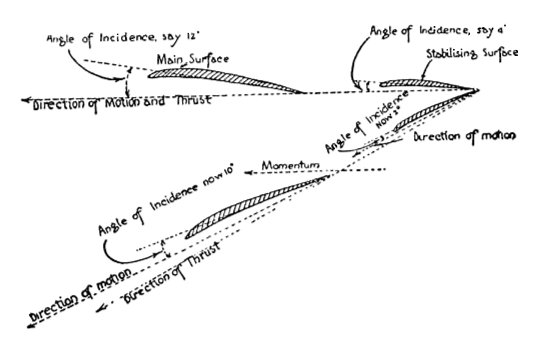 Angle of Incidence, say 12°
Angle of Incidence, say 4°
Main Surface
Stabilising Surface
Direction of Motion and Thrust
Angle of Incidence
now 2°
Direction of motion
Momentum
Angle of Incidence now 10°
Direction of Thrust
Direction of motion